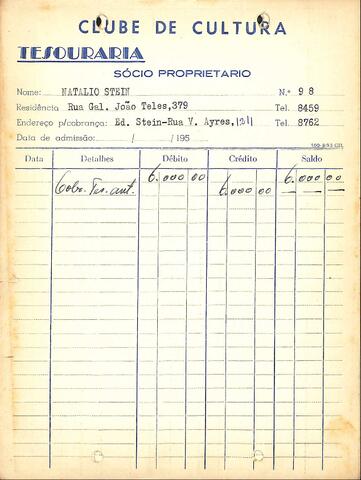 CLUBE DE CULTURA
TESOURARIA
SÓCIO PROPRIETARIO
Nome: NATALIO STEIN N.º 98
Residência Rua Gal. João Teles,379 Tel. 8459
Endereço p/cobrança: Ed. Stein-Rua V. Ayres,1211 Tel. 8762
Data de admissão: / /195
Data Detalhes Débito Crédito Saldo
6.000 00 6.000 00
Cobr. Tes. ant. 6.000 00 — — —